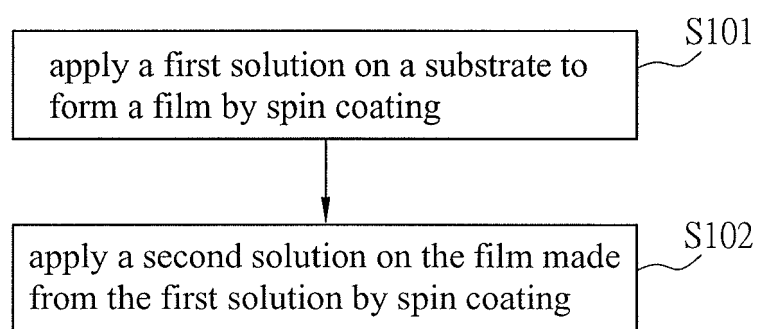 S101
apply a first solution on a substrate to
form a film by spin coating
S102
apply a second solution on the film made
from the first solution by spin coating